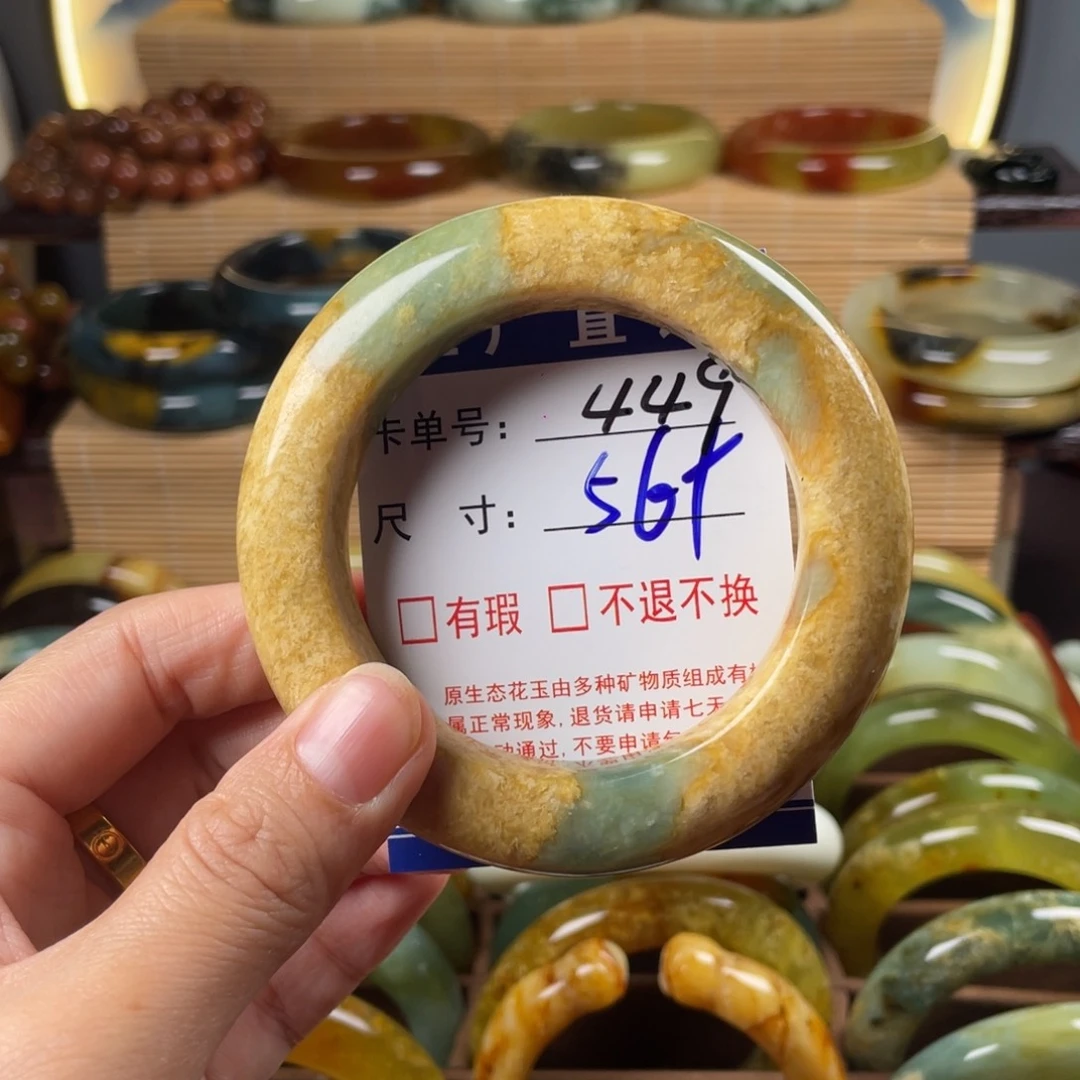 厂 直
卡单号: 449
尺 寸: 56+
□有瑕 □不退不换
原生态花玉由多种矿物质组成有
属正常现象, 退货请申请七天
动通过, 不要申请